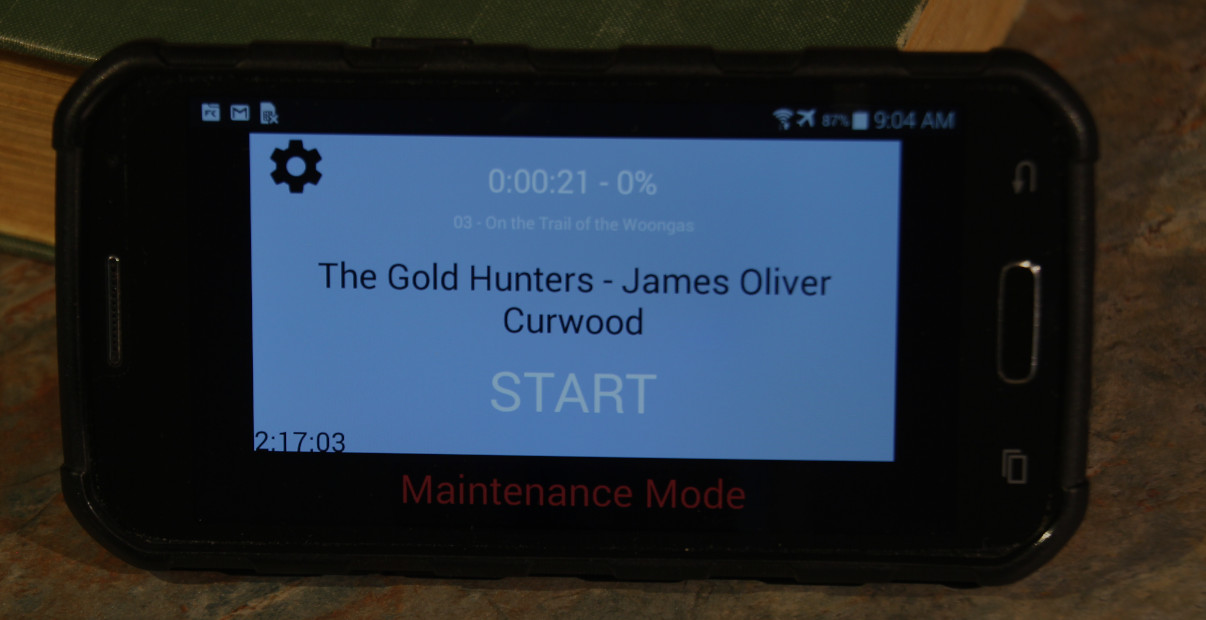 87% 9:04 AM
0:00:21 - 0%
03 - On the Trail of the Woongas
The Gold Hunters - James Oliver
Curwood
START
2:17:03
Maintenance Mode